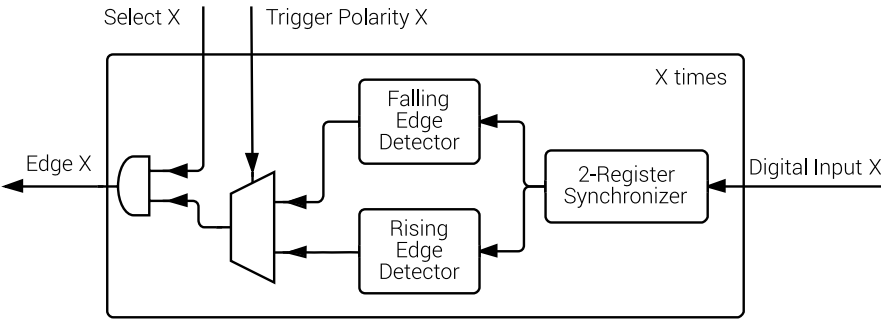 Select X
Trigger Polarity X
X times
Falling
Edge
Detector
Edge X
2-Register
Synchronizer
Digital Input X
Rising
Edge
Detector